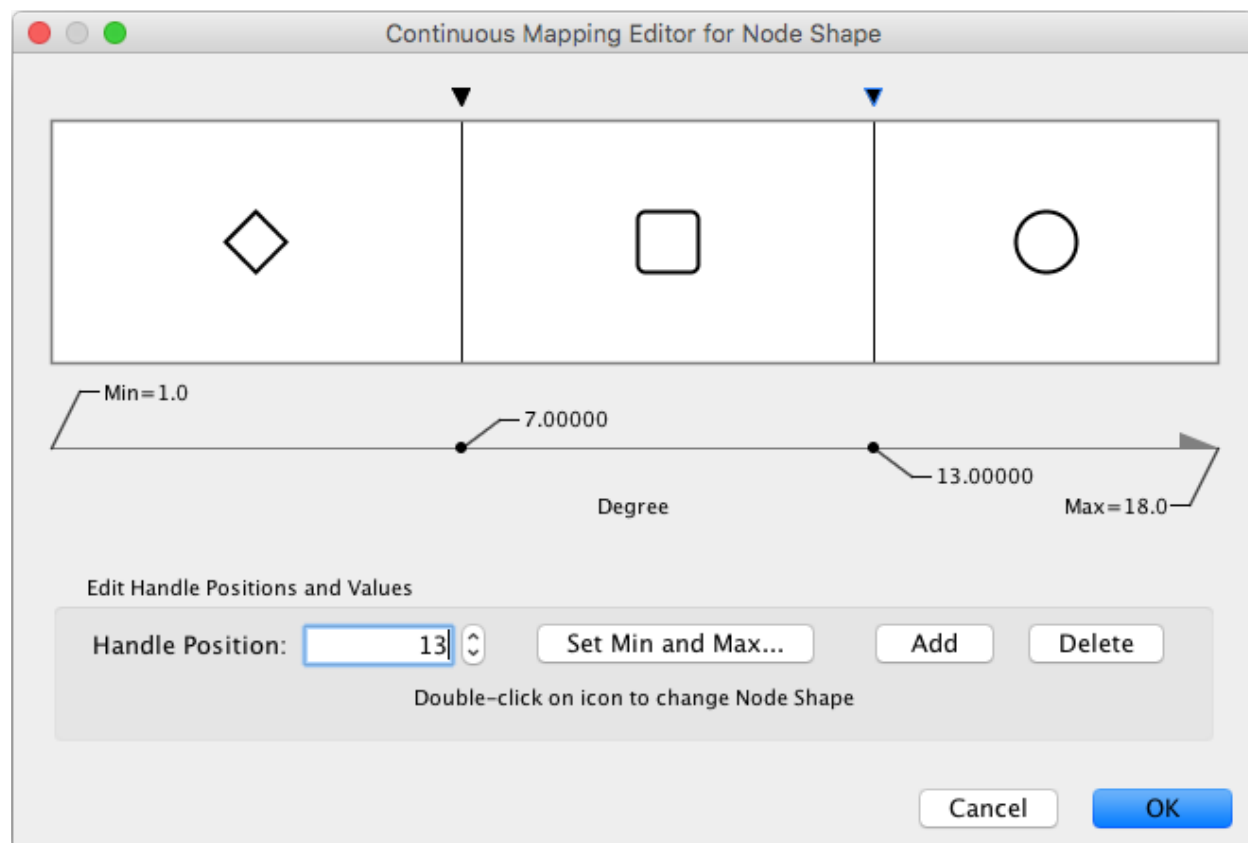 Continuous Mapping Editor for Node Shape
Min=1.0
7.00000
13.00000
Degree
Max=18.0
Edit Handle Positions and Values
Handle Position: 13 Set Min and Max... Add Delete
Double-click on icon to change Node Shape
Cancel OK